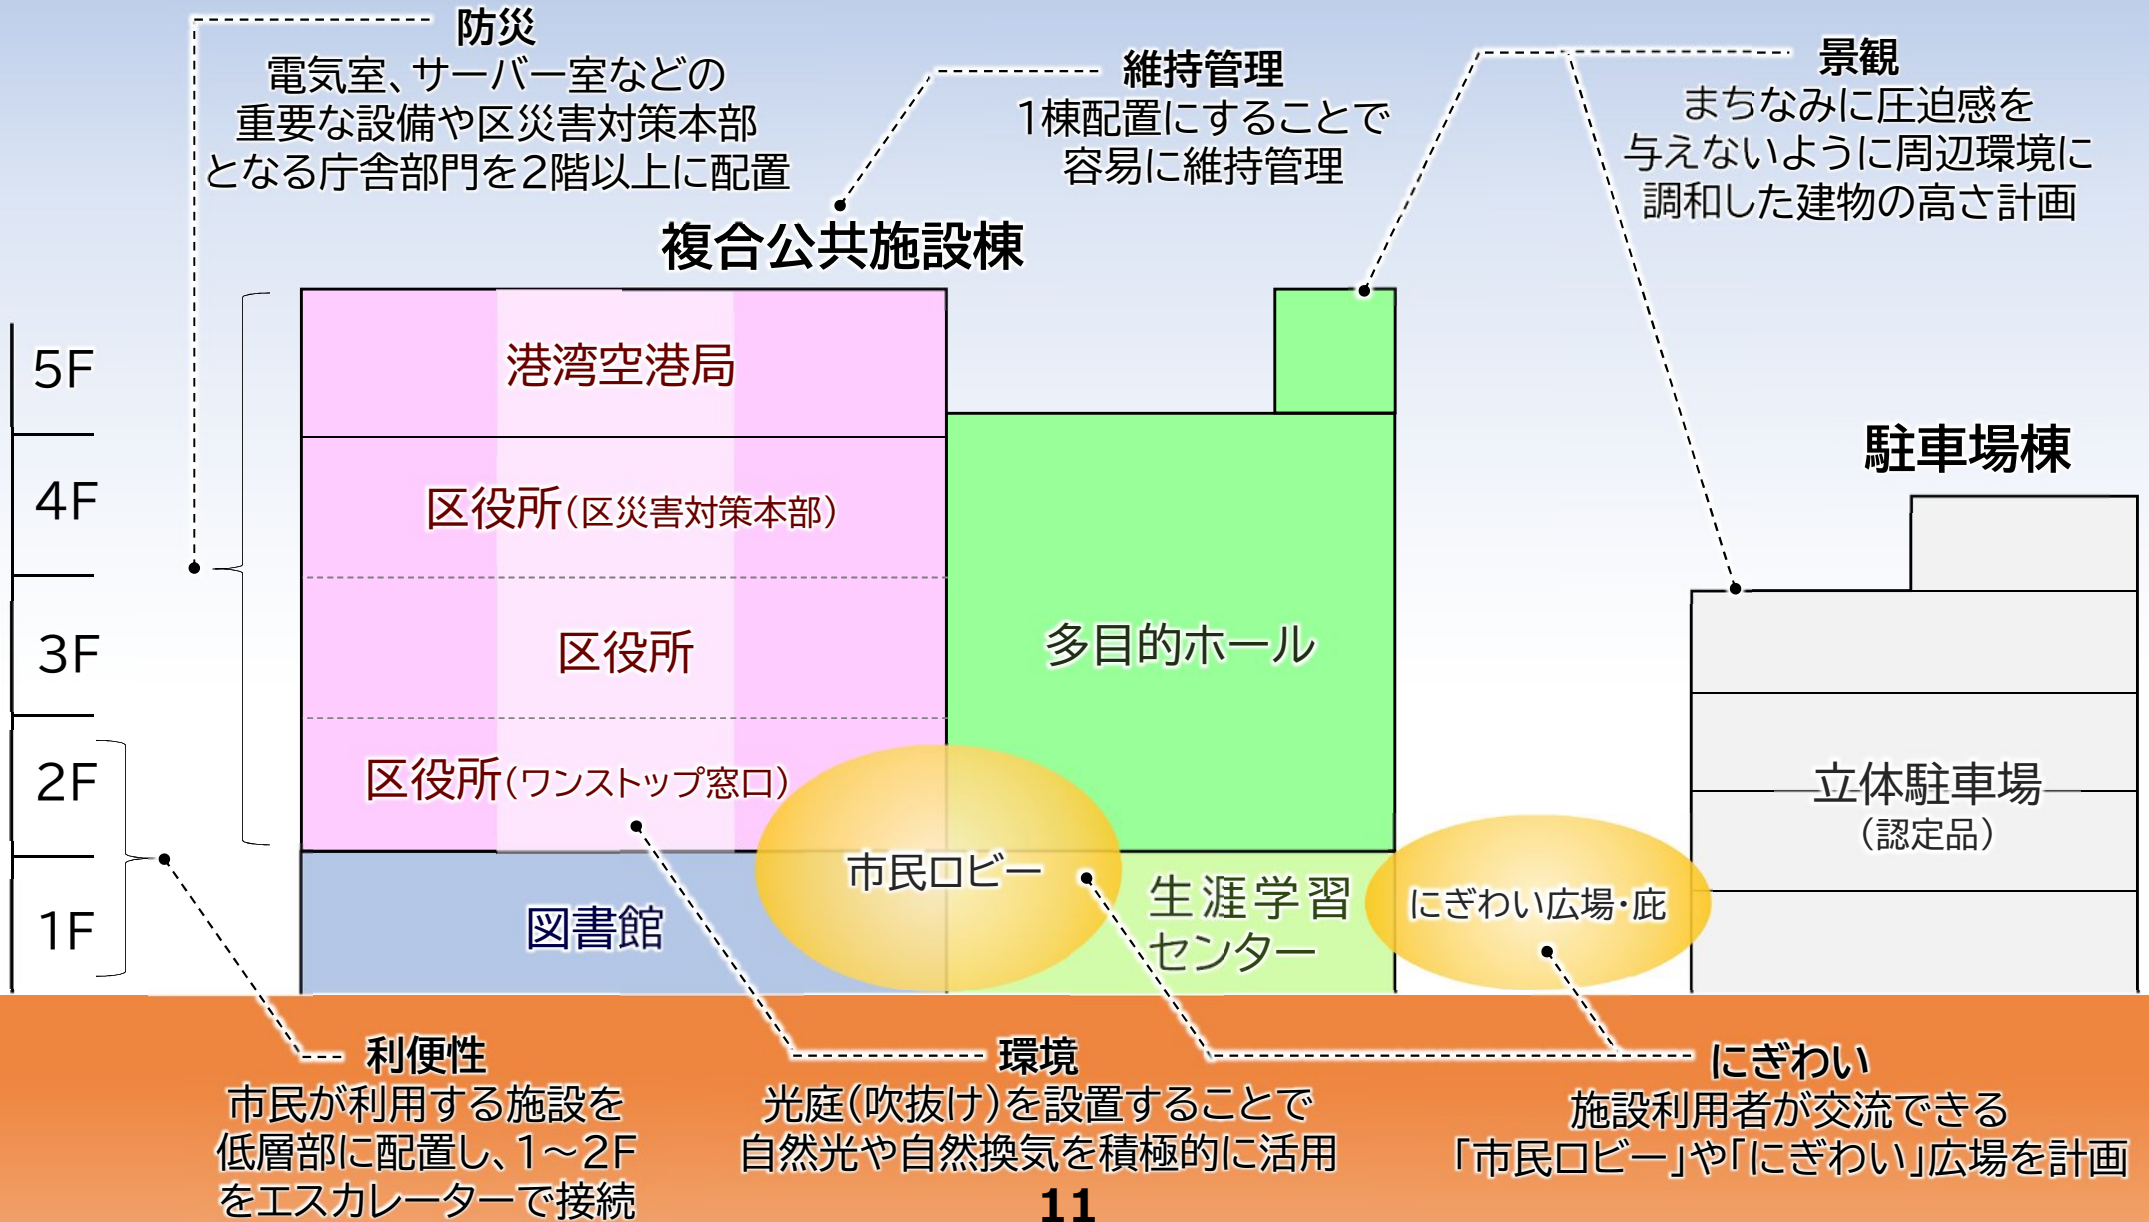 防災
電気室、サーバー室などの
重要な設備や区災害対策本部
となる庁舎部門を2階以上に配置
維持管理
1棟配置にすることで
容易に維持管理
景観
まちなみに圧迫感を
与えないように周辺環境に
調和した建物の高さ計画
複合公共施設棟
駐車場棟
5F
4F
3F
2F
1F
港湾空港局
区役所(区災害対策本部)
区役所
区役所(ワンストップ窓口)
多目的ホール
市民ロビー
図書館
生涯学習
センター
にぎわい広場・庇
立体駐車場
(認定品)
利便性
市民が利用する施設を
低層部に配置し、1～2F
をエスカレーターで接続
環境
光庭(吹抜け)を設置することで
自然光や自然換気を積極的に活用
にぎわい
施設利用者が交流できる
「市民ロビー」や「にぎわい」広場を計画
11